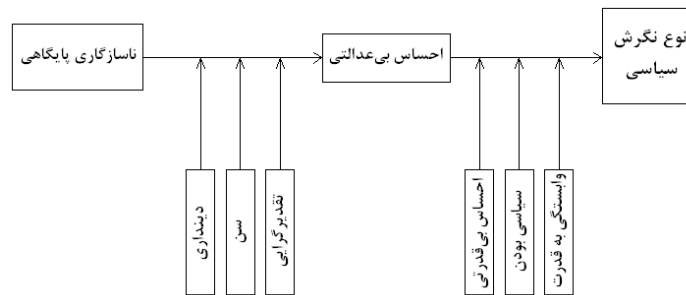 ناسازگاری پایگاهی
احساس بی‌عدالتی
نوع نگرش
سیاسی
دینداری
سن
تقدیرگرایی
احساس بی‌قدرتی
سیاسی بودن
وابستگی به قدرت